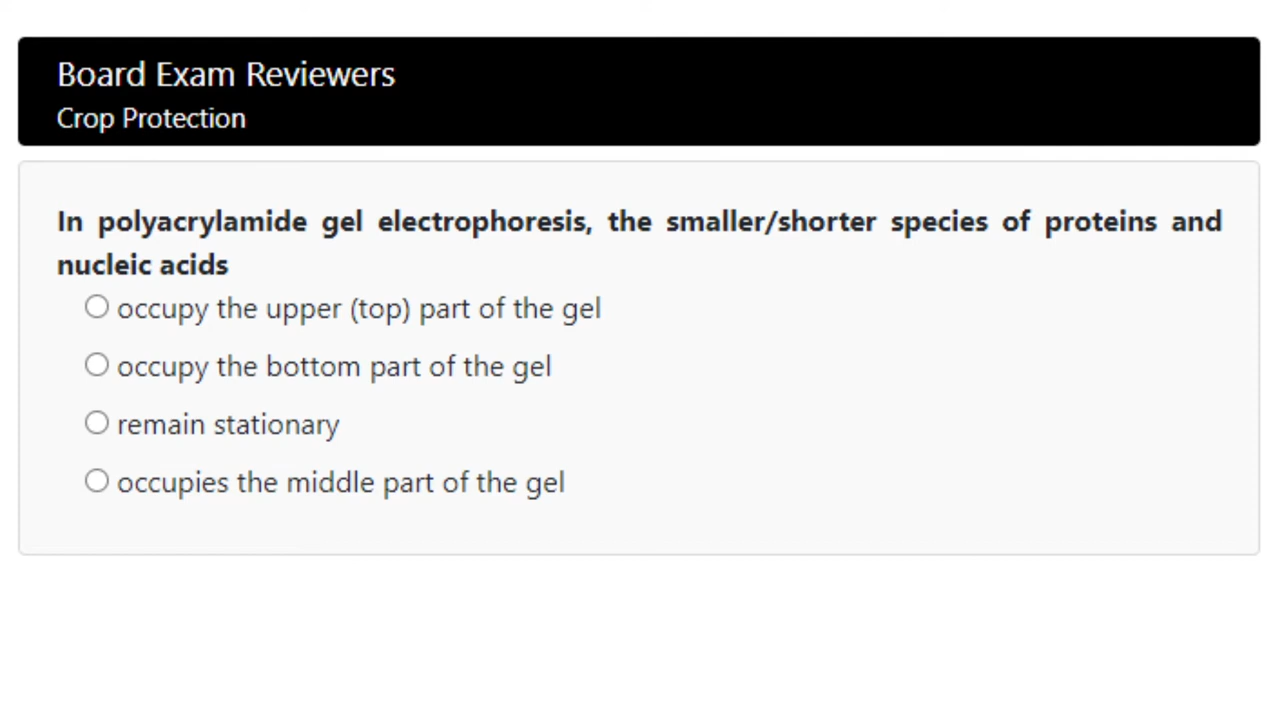 Board Exam Reviewers
Crop Protection
In polyacrylamide gel electrophoresis, the smaller/shorter species of proteins and
nucleic acids
occupy the upper (top) part of the gel
occupy the bottom part of the gel
remain stationary
occupies the middle part of the gel